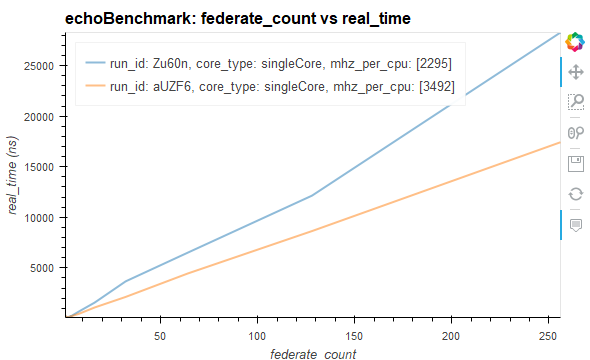 echoBenchmark: federate_count vs real_time
run_id: Zu60n, core_type: singleCore, mhz_per_cpu: [2295]
run_id: aUZF6, core_type: singleCore, mhz_per_cpu: [3492]
real_time (ns)
25000
20000
15000
10000
5000
50
100
150
200
250
federate_count